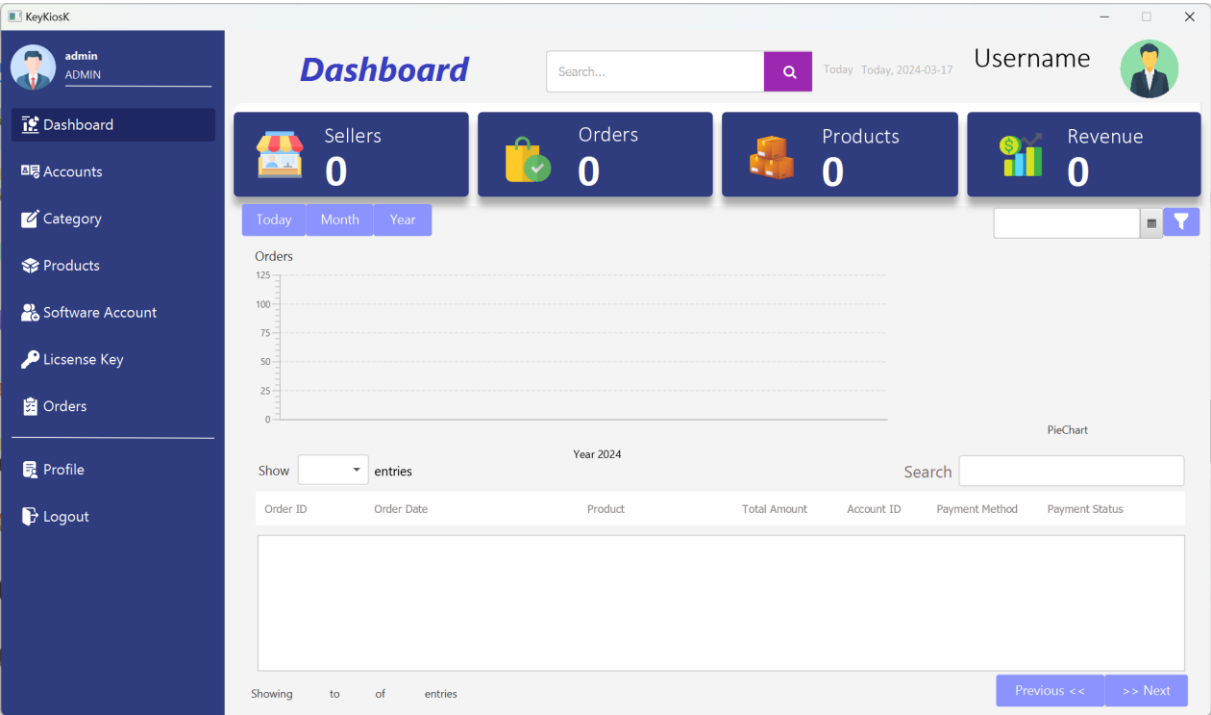 KeyKiosK
admin
ADMIN
Dashboard
Accounts
Category
Products
Software Account
Licsense Key
Orders
Profile
Logout
Dashboard
Search...
Today Today, 2024-03-17
Username
Sellers
0
Orders
0
Products
0
Revenue
0
Today Month Year
Orders
125
100
75
50
25
0
Year 2024
PieChart
Show entries
Search
Order ID Order Date Product Total Amount Account ID Payment Method Payment Status
Showing to of entries
Previous << >> Next